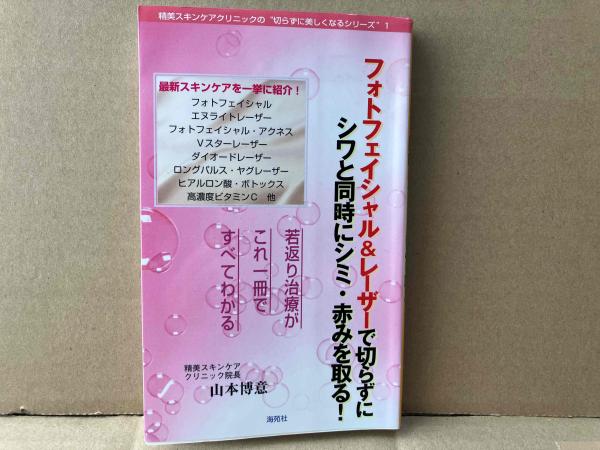 精美スキンケアクリニックの“切らずに美しくなるシリーズ”1
フォトフェイシャル&レーザーで切らずに
シワと同時にシミ・赤みを取る!
最新スキンケアを一挙に紹介!
フォトフェイシャル
エヌライトレーザー
フォトフェイシャル・アクネス
Vスターレーザー
ダイオードレーザー
ロングパルス・ヤグレーザー
ヒアルロン酸・ボトックス
高濃度ビタミンC 他
若返り治療が
これ一冊で
すべてわかる
精美スキンケア
クリニック院長
山本博意
海苑社